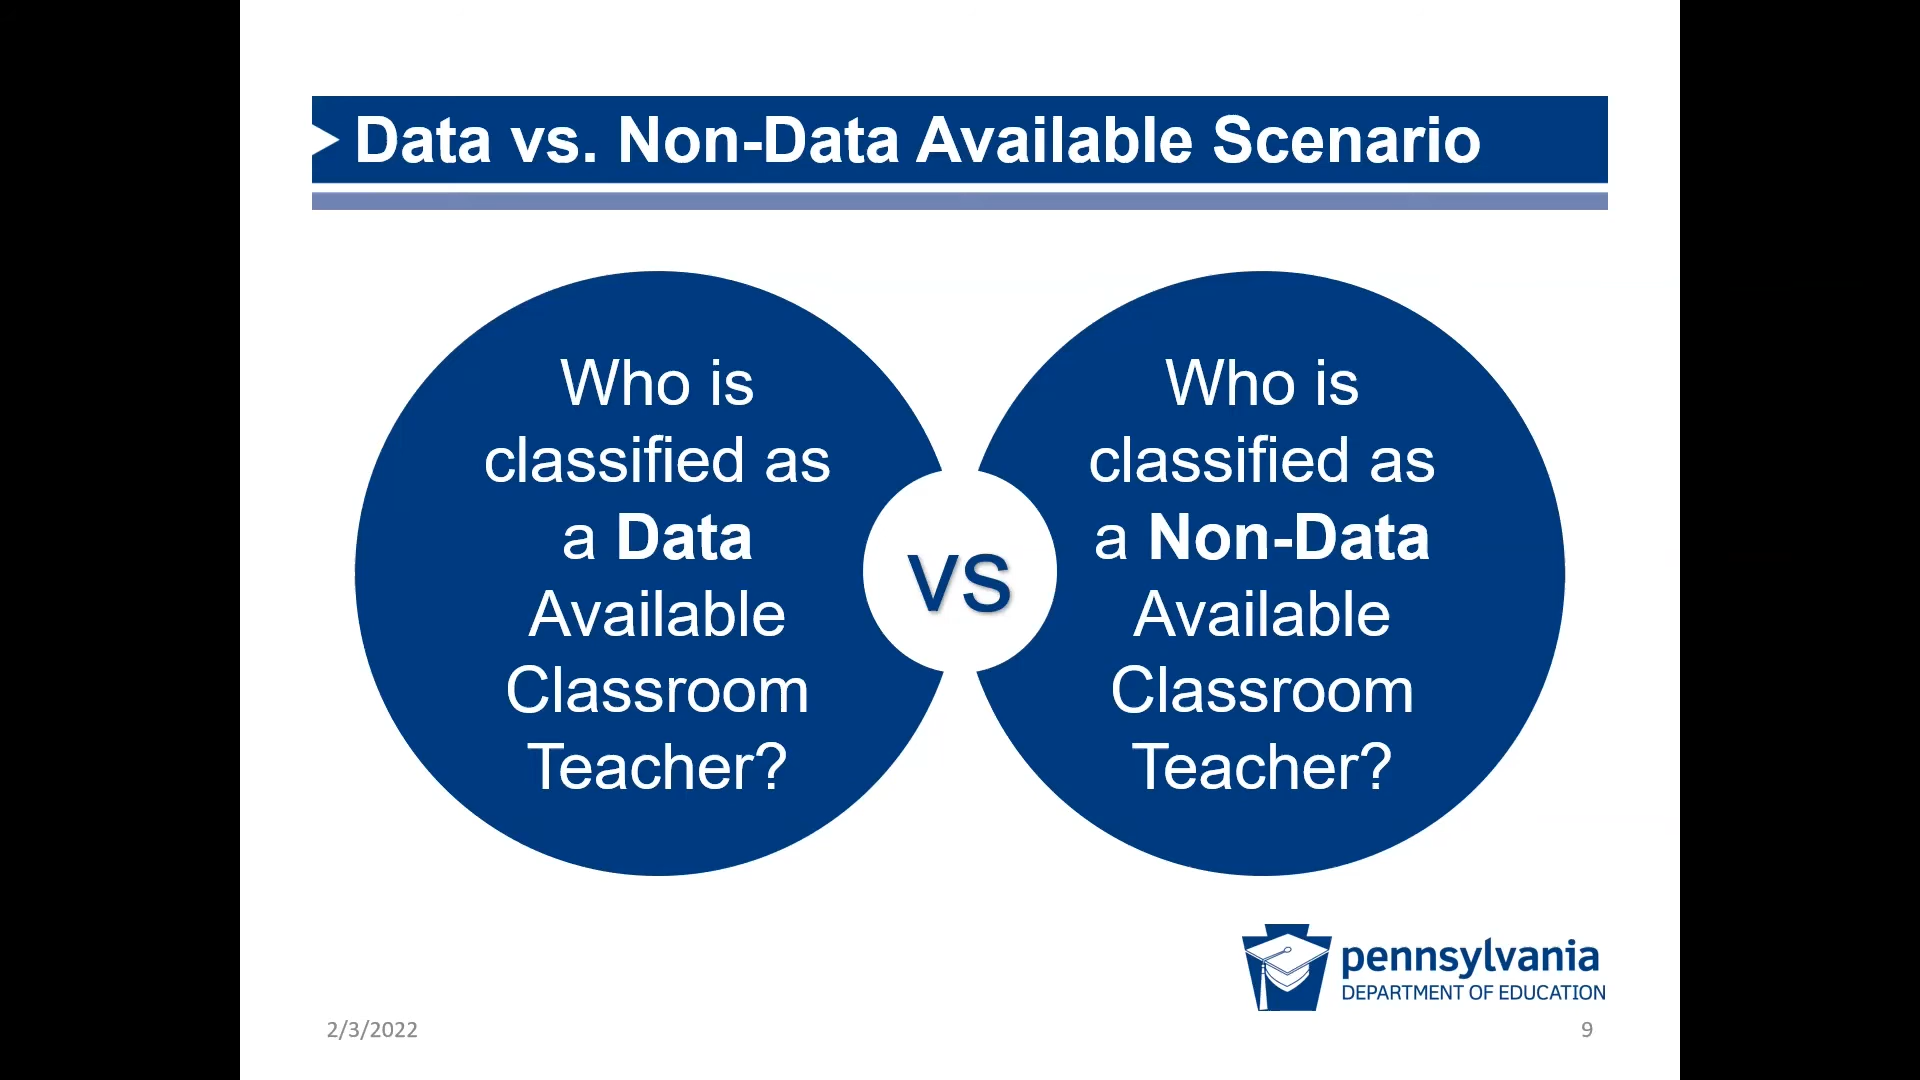 Data vs. Non-Data Available Scenario
Who is
classified as
a Data
Available
Classroom
Teacher?
vs
Who is
classified as
a Non-Data
Available
Classroom
Teacher?
pennsylvania
DEPARTMENT OF EDUCATION
2/3/2022
9